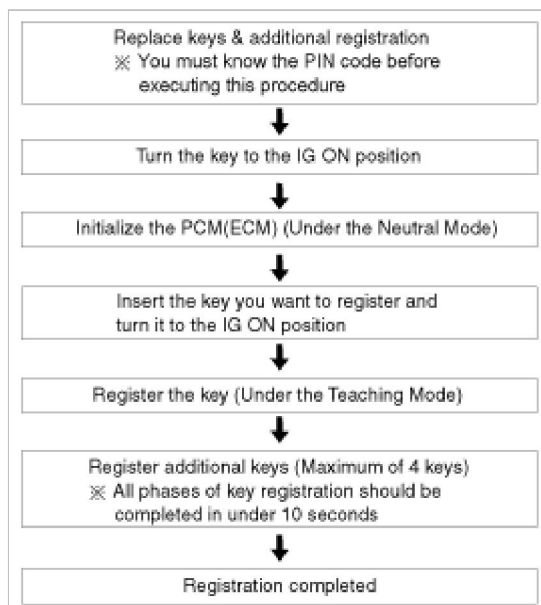 Replace keys & additional registration
※ You must know the PIN code before
executing this procedure
Turn the key to the IG ON position
Initialize the PCM(ECM) (Under the Neutral Mode)
Insert the key you want to register and
turn it to the IG ON position
Register the key (Under the Teaching Mode)
Register additional keys (Maximum of 4 keys)
※ All phases of key registration should be
completed in under 10 seconds
Registration completed